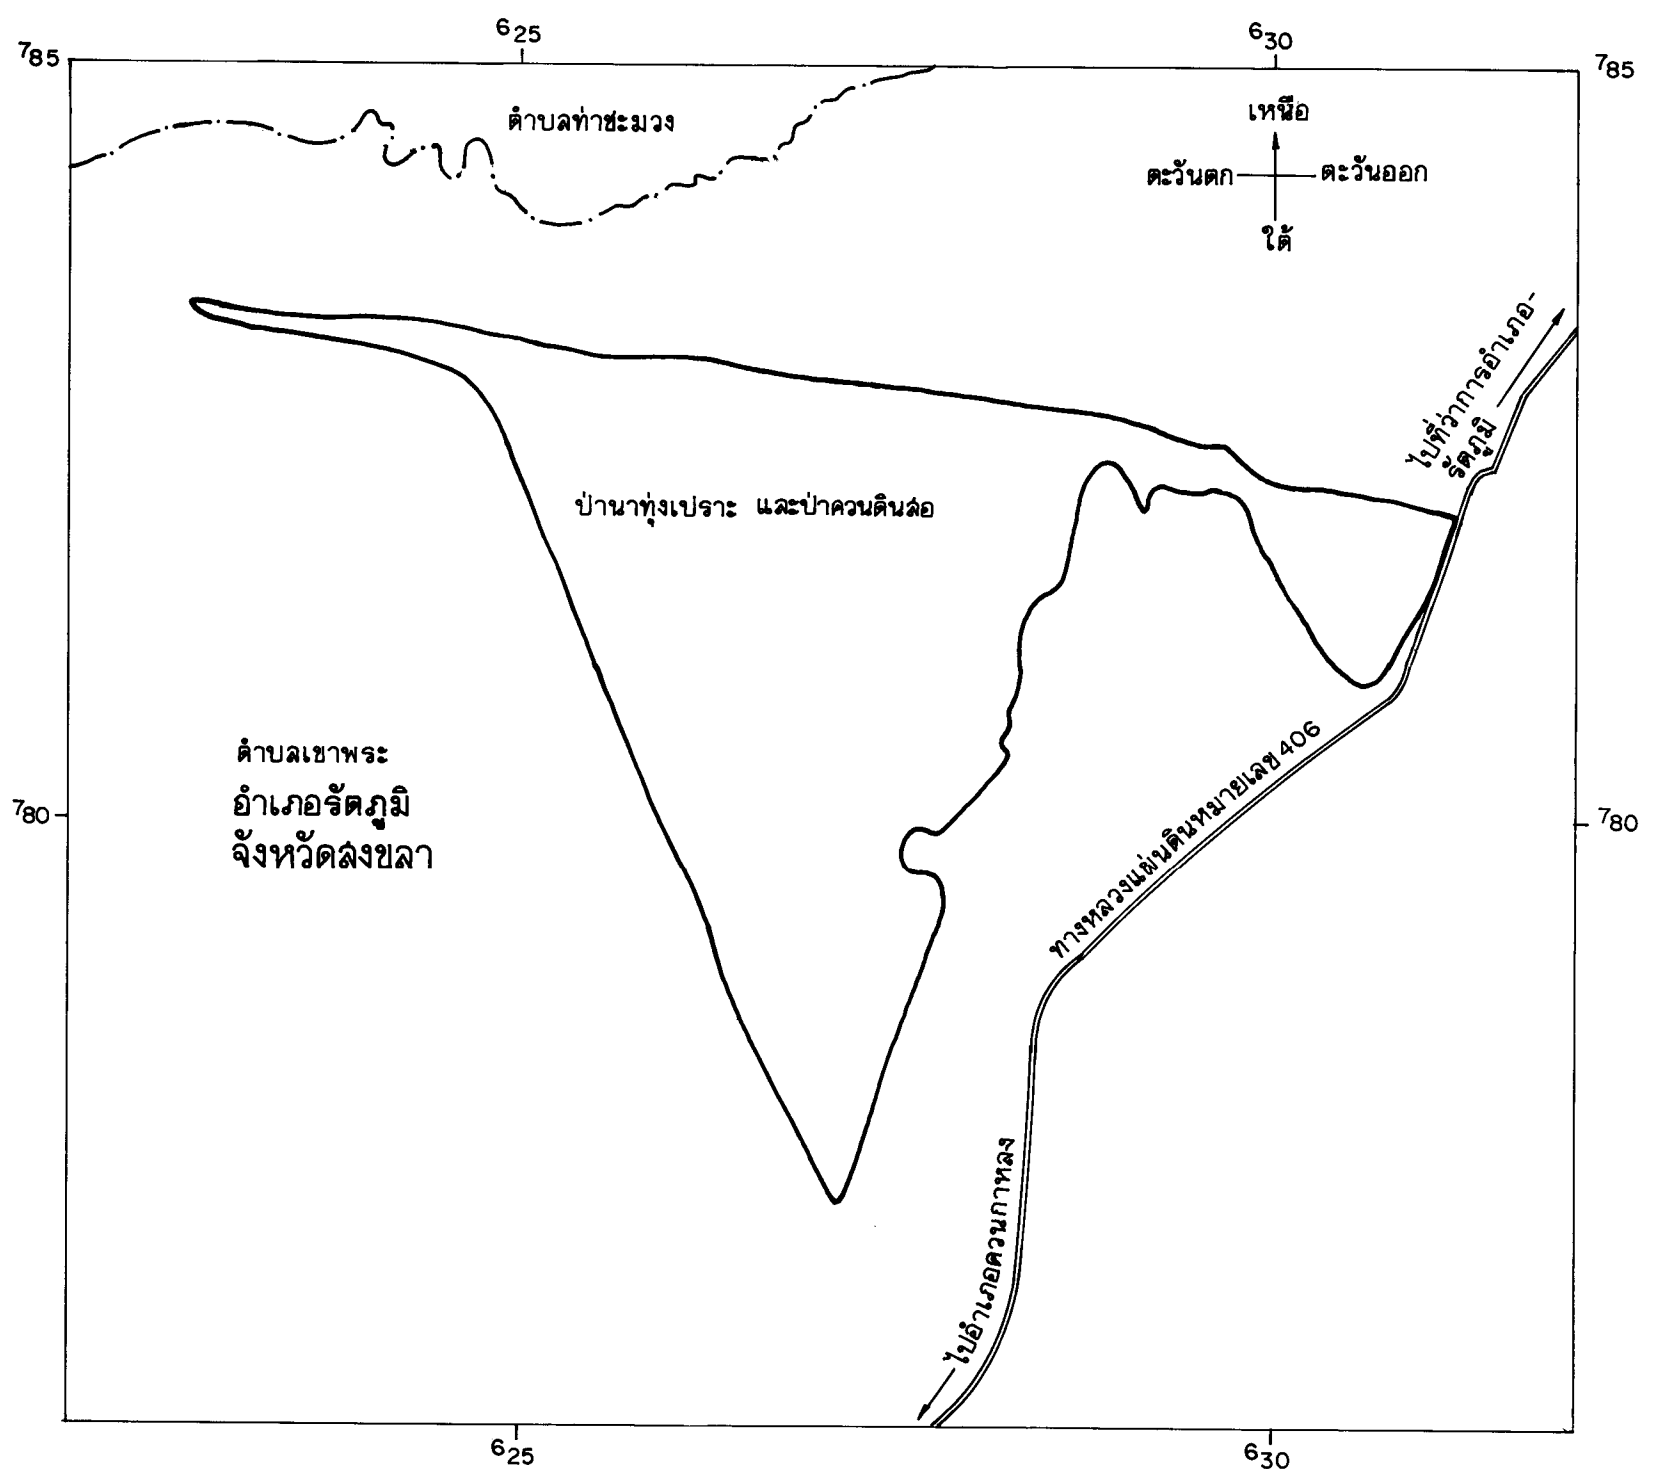 625
630
785
785
ตำบลท่าชะมวง
เหนือ
ตะวันตก
ตะวันออก
ใต้
ไปที่ว่าการอำเภอ-
รัตภูมิ
ป่านาทุ่งเปราะ และป่าควนดินสอ
ตำบลเขาพระ
อำเภอรัตภูมิ
จังหวัดสงขลา
780
780
ทางหลวงแผ่นดินหมายเลข 406
ไปอำเภอควนกาหลง
625
630